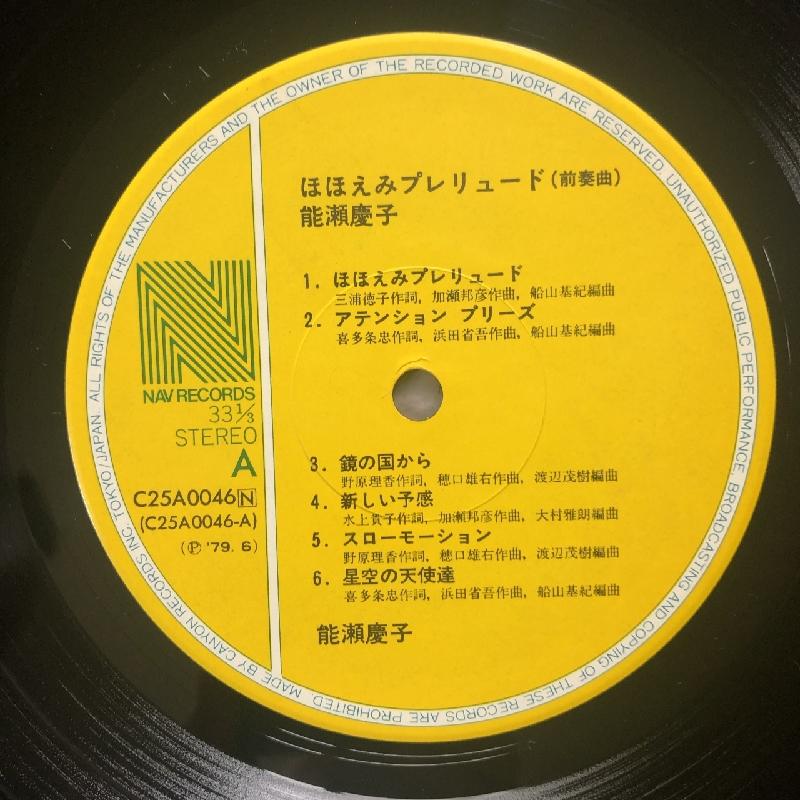 ALL RIGHTS OF THE MANUFACTURERS AND THE OWNER OF THE RECORDED WORK ARE RESERVED. UNAUTHORIZED PUBLIC PERFORMANCE, BROADCASTING AND COPYING OF THESE RECORDS ARE PROHIBITED. MADE BY CANYON RECORDS INC. TOKYO/JAPAN.
ほほえみプレリュード(前奏曲)
能瀬慶子
1. ほほえみプレリュード
三浦徳子作詞, 加瀬邦彦作曲, 船山基紀編曲
2. アテンション プリーズ
喜多条忠作詞, 浜田省吾作曲, 船山基紀編曲
N
NAV RECORDS
33⅓
STEREO
A
C25A0046 N
(C25A0046-A)
(Ⓟ '79. 6)
3. 鏡の国から
野原理香作詞, 穂口雄右作曲, 渡辺茂樹編曲
4. 新しい予感
水上貴子作詞, 加瀬邦彦作曲, 大村雅朗編曲
5. スローモーション
野原理香作詞, 穂口雄右作曲, 渡辺茂樹編曲
6. 星空の天使達
喜多条忠作詞, 浜田省吾作曲, 船山基紀編曲
能瀬慶子